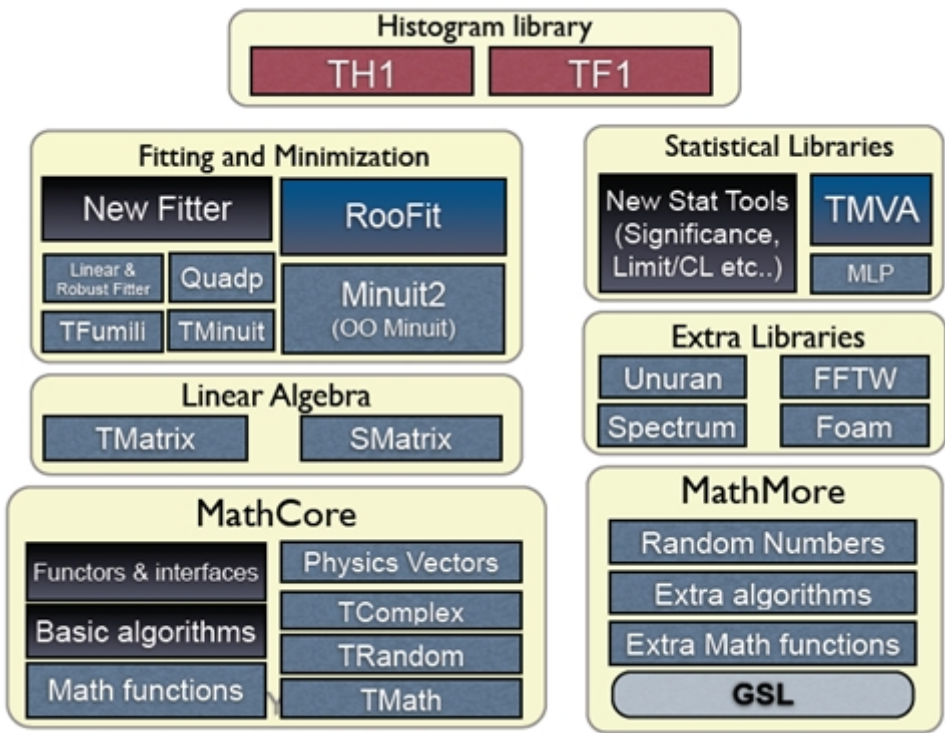 Histogram library
TH1
TF1
Fitting and Minimization
New Fitter
RooFit
Linear &
Robust Fitter
Quadp
Minuit2
(OO Minuit)
TFumili
TMinuit
Statistical Libraries
New Stat Tools
(Significance,
Limit/CL etc..)
TMVA
MLP
Extra Libraries
Unuran
FFTW
Spectrum
Foam
Linear Algebra
TMatrix
SMatrix
MathCore
Functors & interfaces
Physics Vectors
Basic algorithms
TComplex
TRandom
Math functions
TMath
MathMore
Random Numbers
Extra algorithms
Extra Math functions
GSL